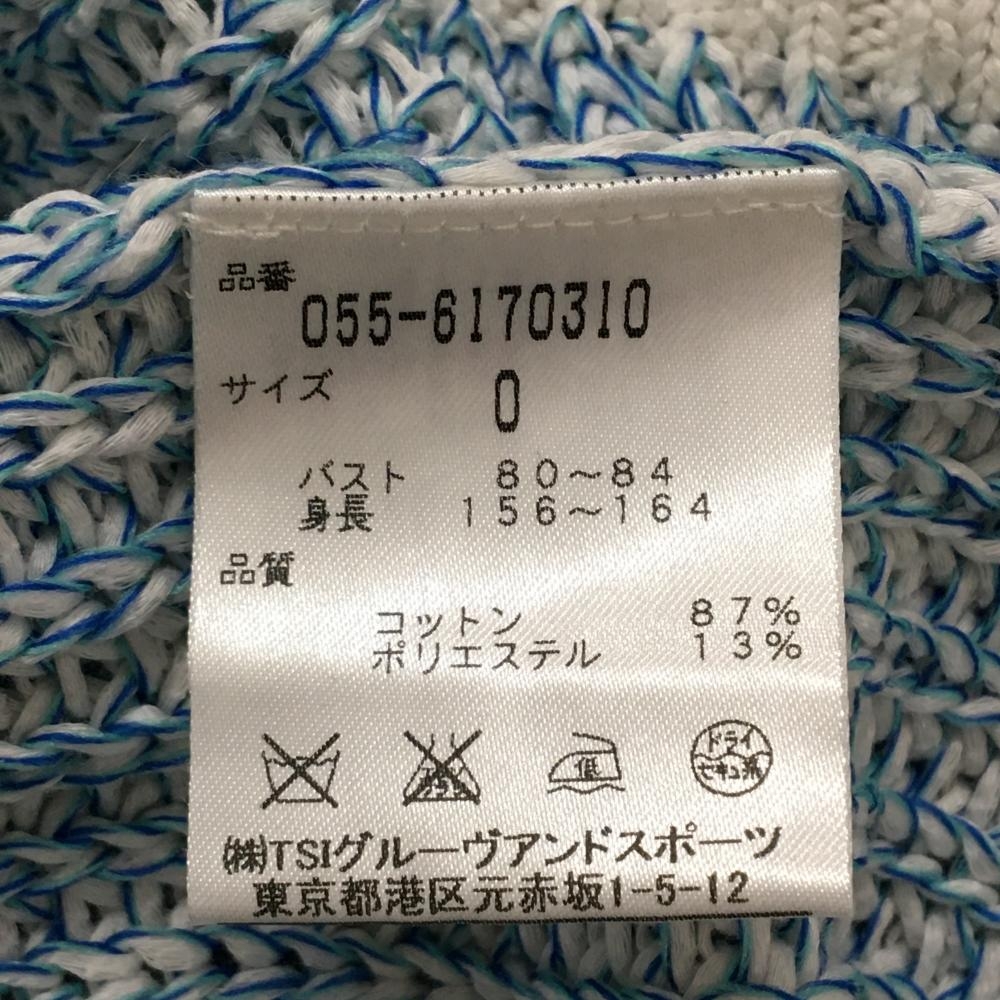 品番
055-6170310
サイズ 0
バスト 80～84
身長 156～164
品質
コットン 87%
ポリエステル 13%
低
ドライ
セキユ系
㈱TSIグルーヴアンドスポーツ
東京都港区元赤坂1-5-12